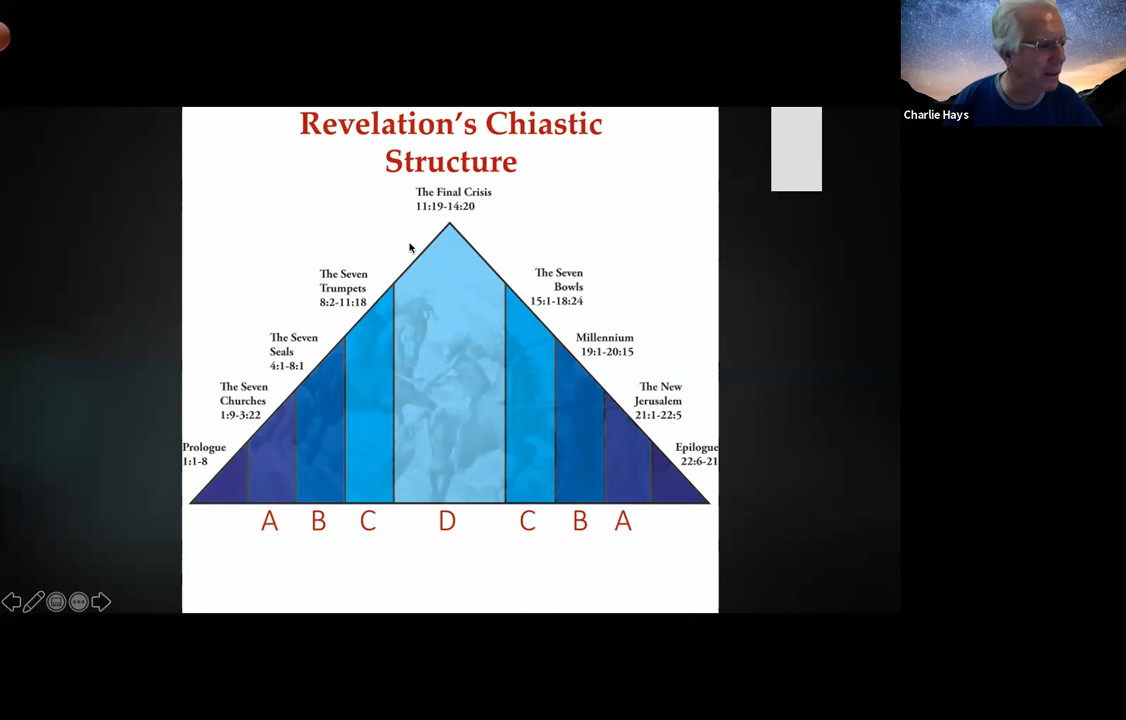 Revelation's Chiastic
Structure
The Final Crisis
11:19-14:20
The Seven
Trumpets
8:2-11:18
The Seven
Bowls
15:1-18:24
The Seven
Seals
4:1-8:1
Millennium
19:1-20:15
The Seven
Churches
1:9-3:22
The New
Jerusalem
21:1-22:5
Prologue
1:1-8
Epilogue
22:6-21
A B C D C B A
Charlie Hays